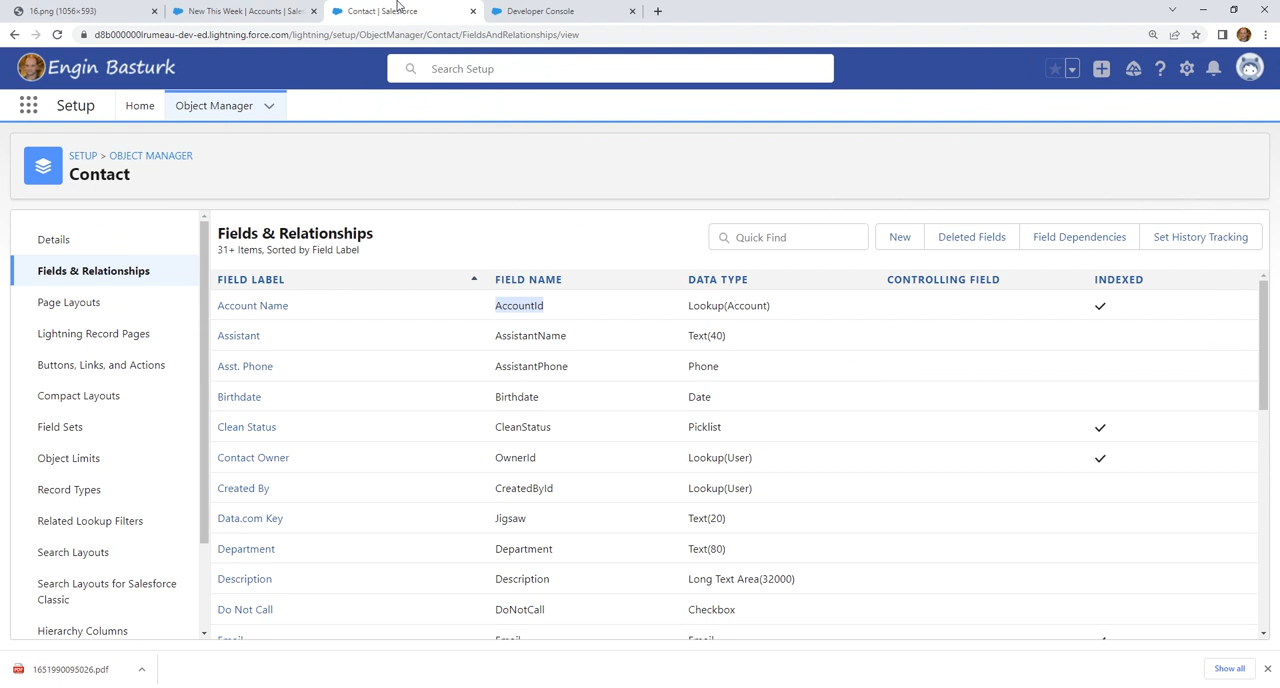 16.png (1056×593)
New This Week | Accounts | Sales
Contact | Salesforce
Developer Console
d8b000000lrumeau-dev-ed.lightning.force.com/lightning/setup/ObjectManager/Contact/FieldsAndRelationships/view
Engin Basturk
Search Setup
Setup
Home
Object Manager
SETUP > OBJECT MANAGER
Contact
Details
Fields & Relationships
Page Layouts
Lightning Record Pages
Buttons, Links, and Actions
Compact Layouts
Field Sets
Object Limits
Record Types
Related Lookup Filters
Search Layouts
Search Layouts for Salesforce
Classic
Hierarchy Columns
Fields & Relationships
31+ Items, Sorted by Field Label
Quick Find
New
Deleted Fields
Field Dependencies
Set History Tracking
FIELD LABEL FIELD NAME DATA TYPE CONTROLLING FIELD INDEXED
Account Name AccountId Lookup(Account)
Assistant AssistantName Text(40)
Asst. Phone AssistantPhone Phone
Birthdate Birthdate Date
Clean Status CleanStatus Picklist
Contact Owner OwnerId Lookup(User)
Created By CreatedById Lookup(User)
Data.com Key Jigsaw Text(20)
Department Department Text(80)
Description Description Long Text Area(32000)
Do Not Call DoNotCall Checkbox
Email Email Email
1651990095026.pdf
Show all